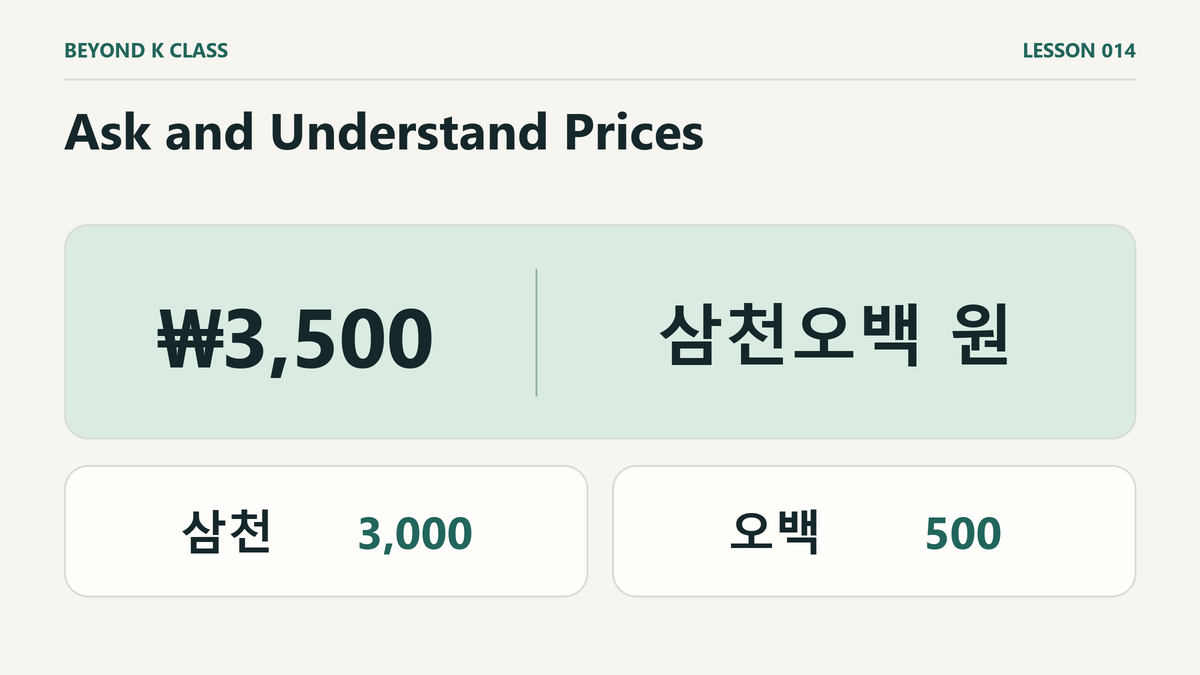 BEYOND K CLASS
LESSON 014
Ask and Understand Prices
₩3,500
삼천오백 원
삼천 3,000
오백 500